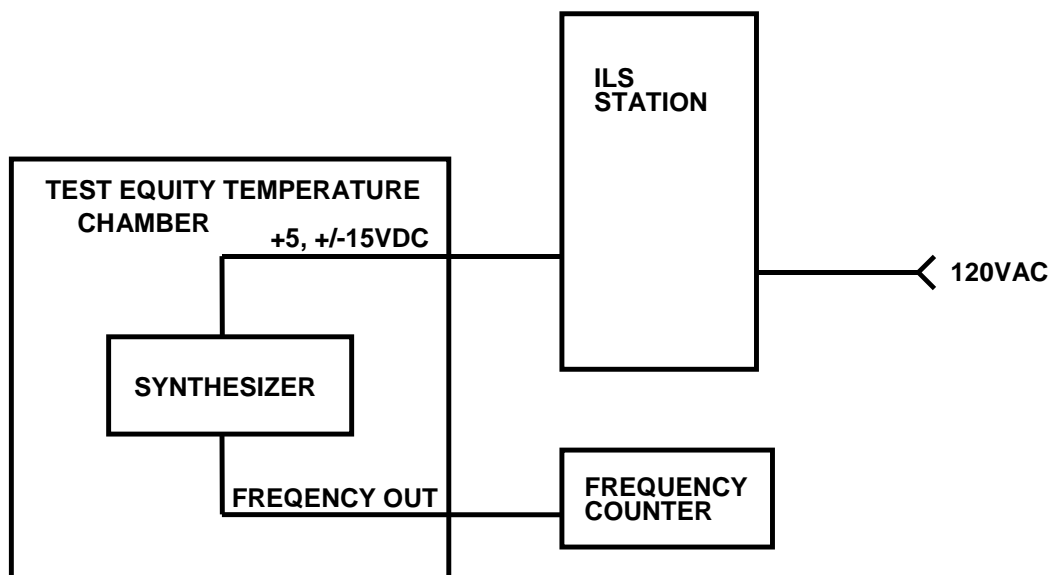 ILS
STATION
TEST EQUITY TEMPERATURE
CHAMBER
+5, +/-15VDC
120VAC
SYNTHESIZER
FREQENCY OUT
FREQUENCY
COUNTER